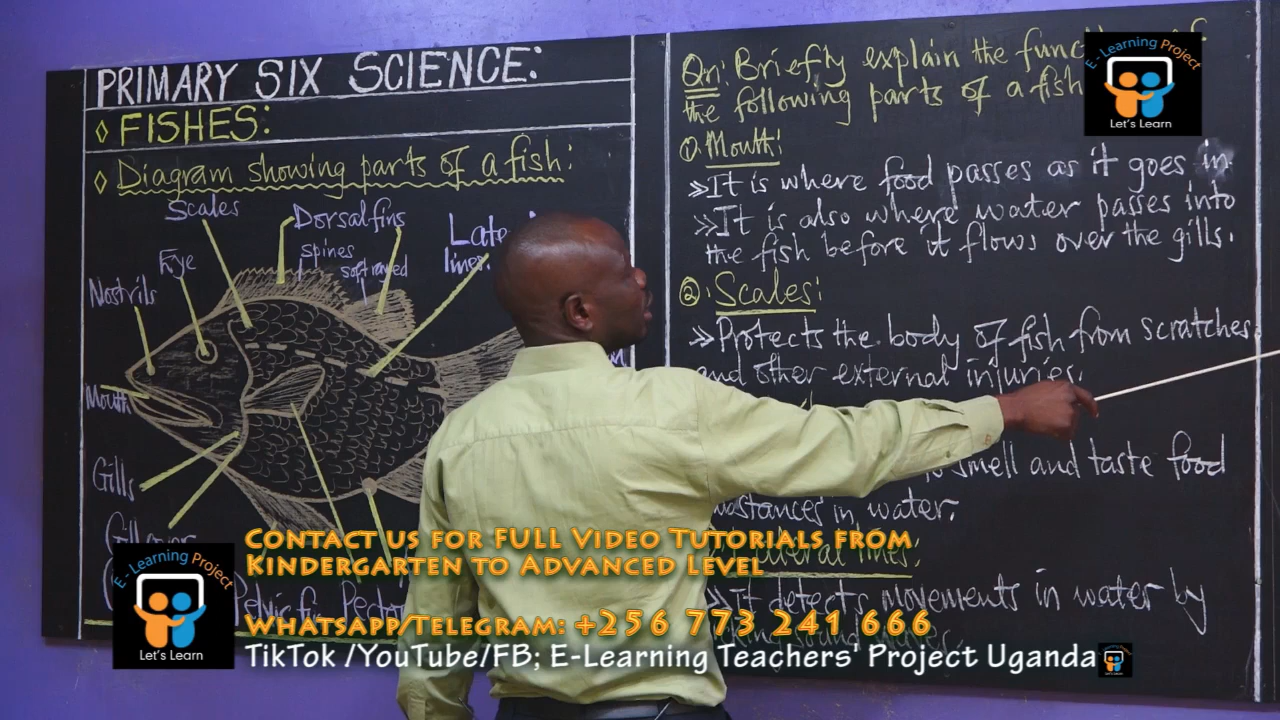 PRIMARY SIX SCIENCE:
◊ FISHES:
◊ Diagram showing parts of a fish:
Scales
Dorsal fins
spines
soft rayed
Eye
Nostrils
Mouth
Gills
Pelvic fin
Qn: Briefly explain the
the following parts of a fish
① Mouth:
»It is where food passes as it goes in.
»It is also where water passes into
the fish before it flows over the gills.
②. Scales:
»Protects the body of fish from scratches
and other external injuries.
smell and taste food
in water.
lines:
»It detects movements in water by
E-Learning Project
Let's Learn
Contact us for FULL Video Tutorials from
Kindergarten to Advanced Level
Whatsapp/Telegram: +256 773 241 666
TikTok /YouTube/FB; E-Learning Teachers' Project Uganda
E-Learning Project
Let's Learn